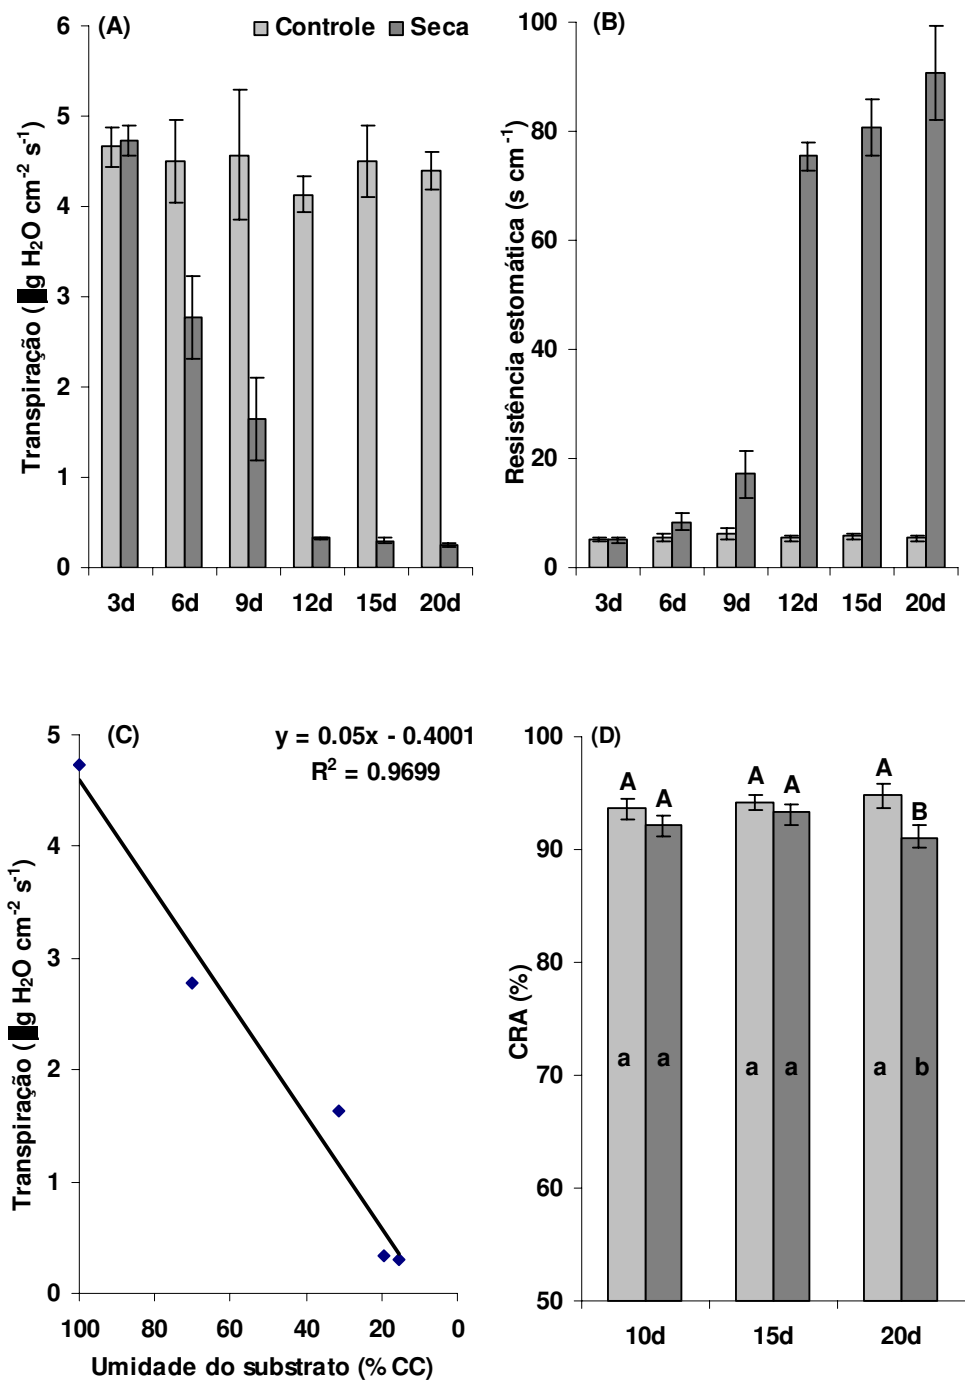 (A)
Controle Seca
Transpiração ( g H₂O cm⁻² s⁻¹)
6
5
4
3
2
1
0
3d 6d 9d 12d 15d 20d
(B)
Resistência estomática (s cm⁻¹)
100
80
60
40
20
0
3d 6d 9d 12d 15d 20d
(C)
y = 0.05x - 0.4001
R² = 0.9699
Transpiração ( g H₂O cm⁻² s⁻¹)
5
4
3
2
1
0
100 80 60 40 20 0
Umidade do substrato (% CC)
(D)
CRA (%)
100
90
80
70
60
50
A A A A A B
a a a a a b
10d 15d 20d